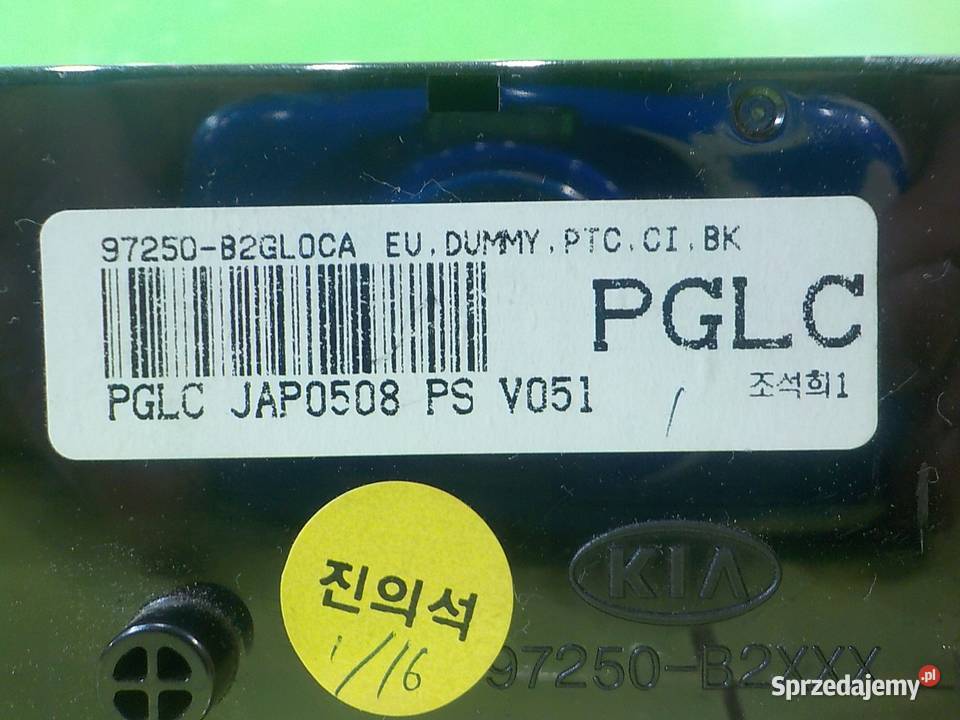 97250-B2GL0CA EU.DUMMY.PTC.CI.BK
PGLC
PGLC JAP0508 PS V051
조석희1
진의석
1/16
KIA
97250-B2XXX
Sprzedajemy.pl